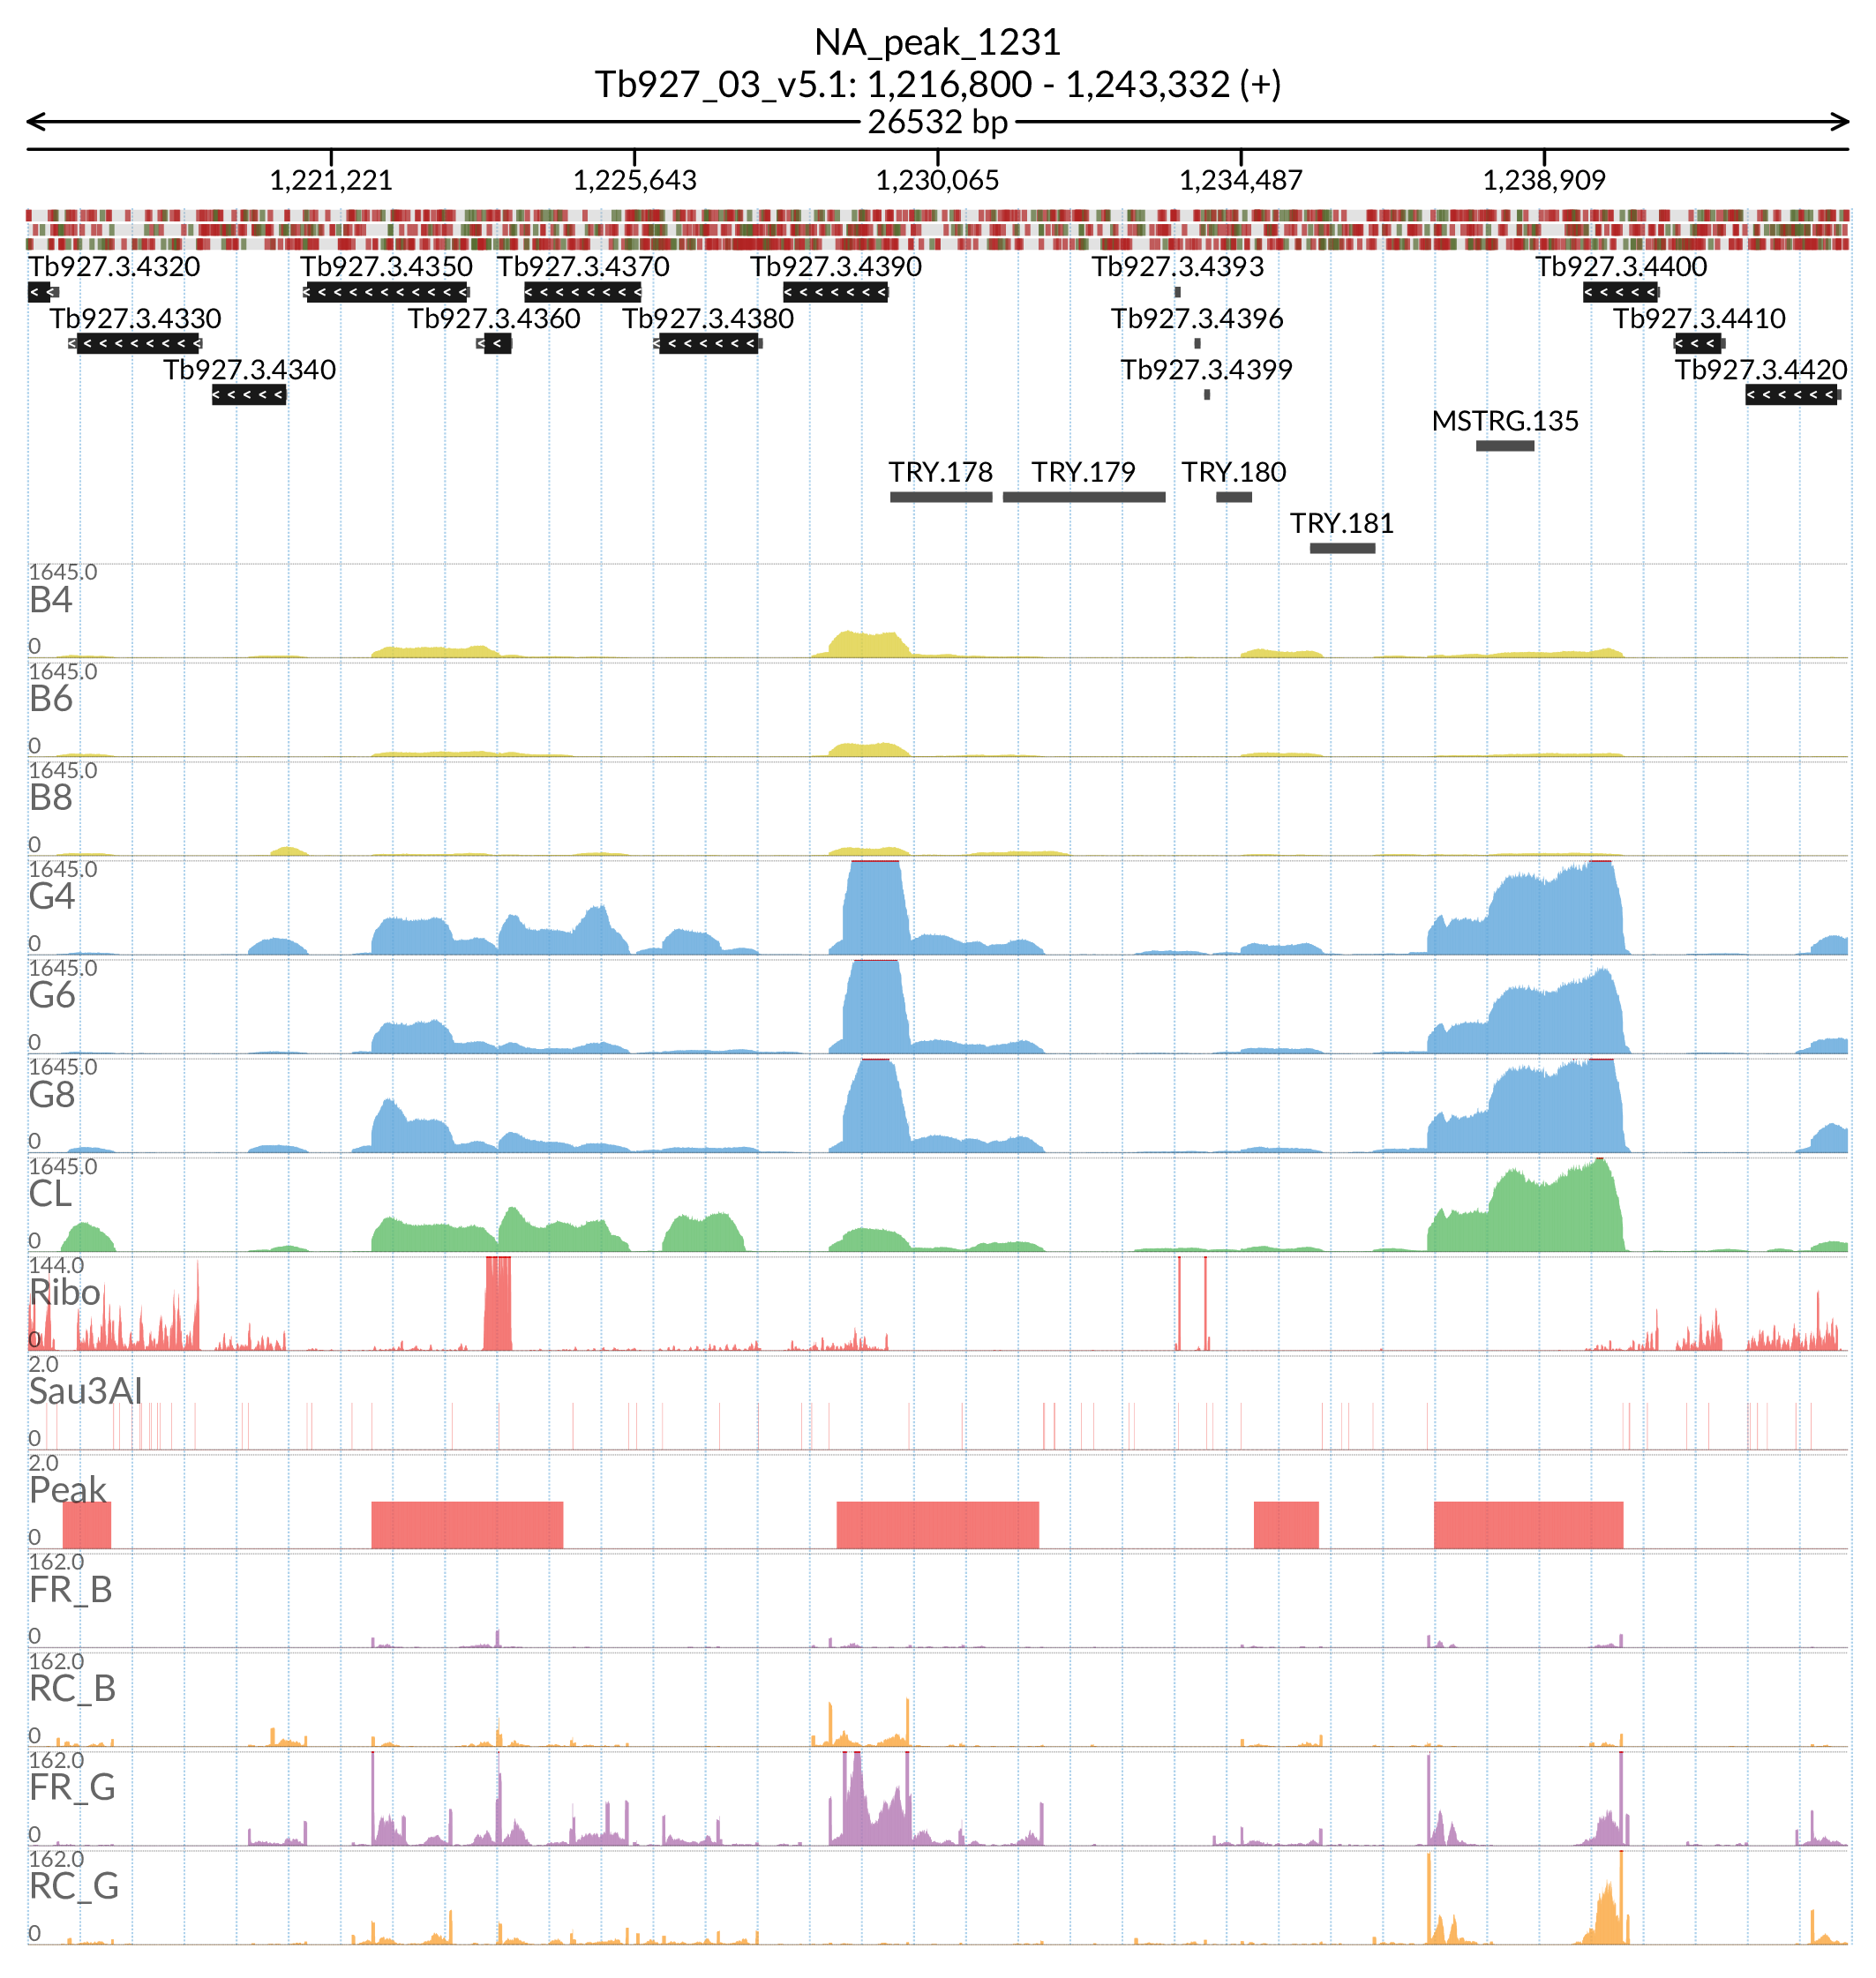 NA_peak_1231
Tb927_03_v5.1: 1,216,800 - 1,243,332 (+)
26532 bp
1,221,221 1,225,643 1,230,065 1,234,487 1,238,909
Tb927.3.4320 Tb927.3.4350 Tb927.3.4370 Tb927.3.4390 Tb927.3.4393 Tb927.3.4400
Tb927.3.4330 Tb927.3.4360 Tb927.3.4380 Tb927.3.4396 Tb927.3.4410
Tb927.3.4340 Tb927.3.4399 Tb927.3.4420
MSTRG.135
TRY.178 TRY.179 TRY.180
TRY.181
1645.0
B4
0
1645.0
B6
0
1645.0
B8
0
1645.0
G4
0
1645.0
G6
0
1645.0
G8
0
1645.0
CL
0
144.0
Ribo
0
2.0
Sau3AI
0
2.0
Peak
0
162.0
FR_B
0
162.0
RC_B
0
162.0
FR_G
0
162.0
RC_G
0